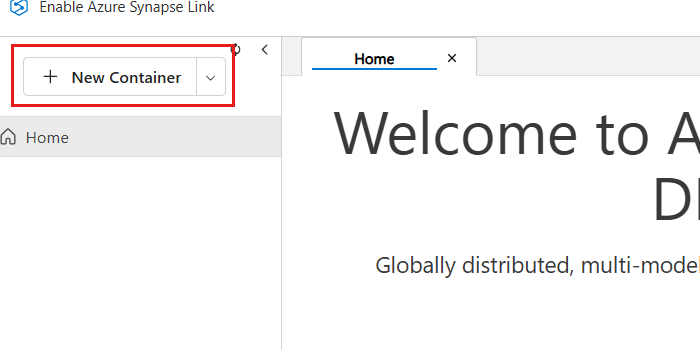 Enable Azure Synapse Link
New Container
Home
Home
Welcome to A
Globally distributed, multi-model